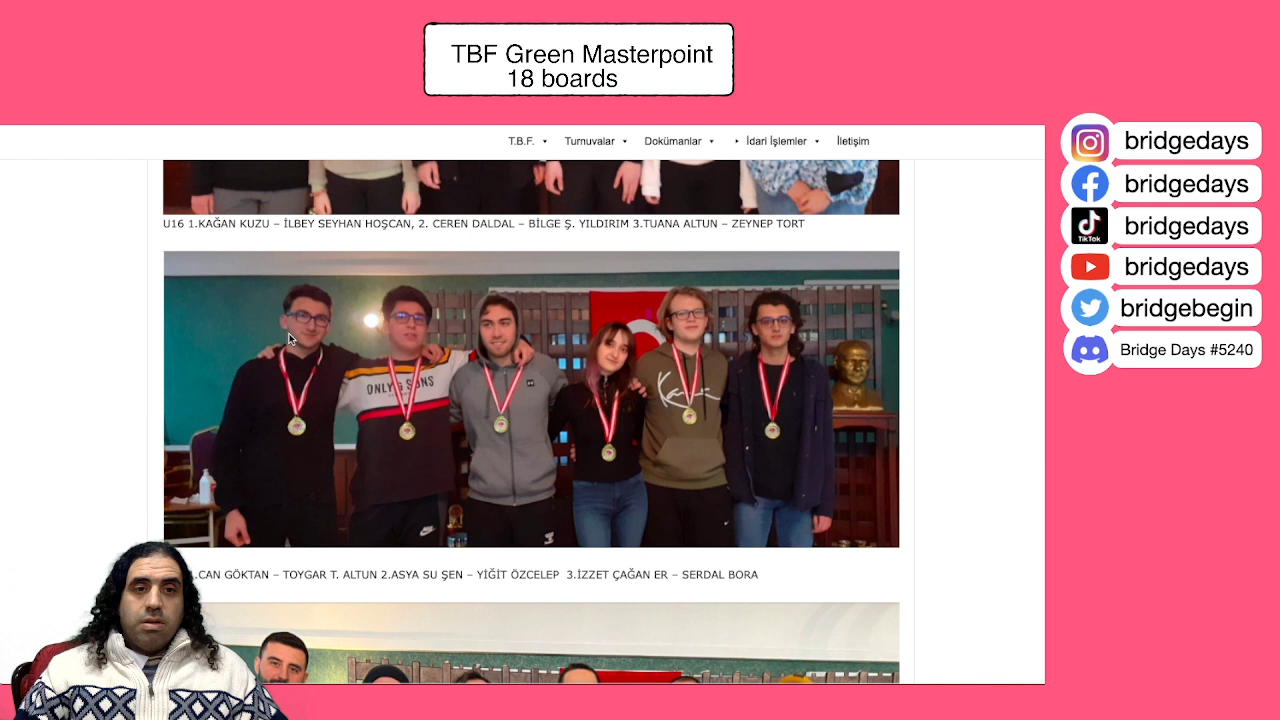 TBF Green Masterpoint
18 boards
T.B.F. Turnuvalar Dokümanlar İdari İşlemler İletişim
bridgedays
bridgedays
TikTok
bridgedays
bridgedays
bridgebegin
Bridge Days #5240
U16 1.KAĞAN KUZU – İLBEY SEYHAN HOŞCAN, 2. CEREN DALDAL – BİLGE Ş. YILDIRIM 3.TUANA ALTUN – ZEYNEP TORT
ONLY & SONS
.CAN GÖKTAN – TOYGAR T. ALTUN 2.ASYA SU ŞEN – YİĞİT ÖZCELEP 3.İZZET ÇAĞAN ER – SERDAL BORA